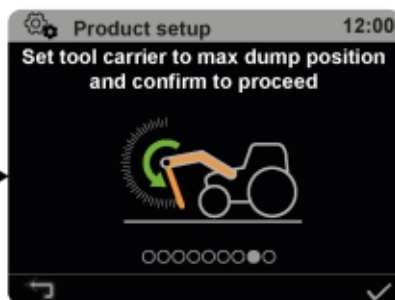 Product setup 12:00
Set tool carrier to max dump position
and confirm to proceed